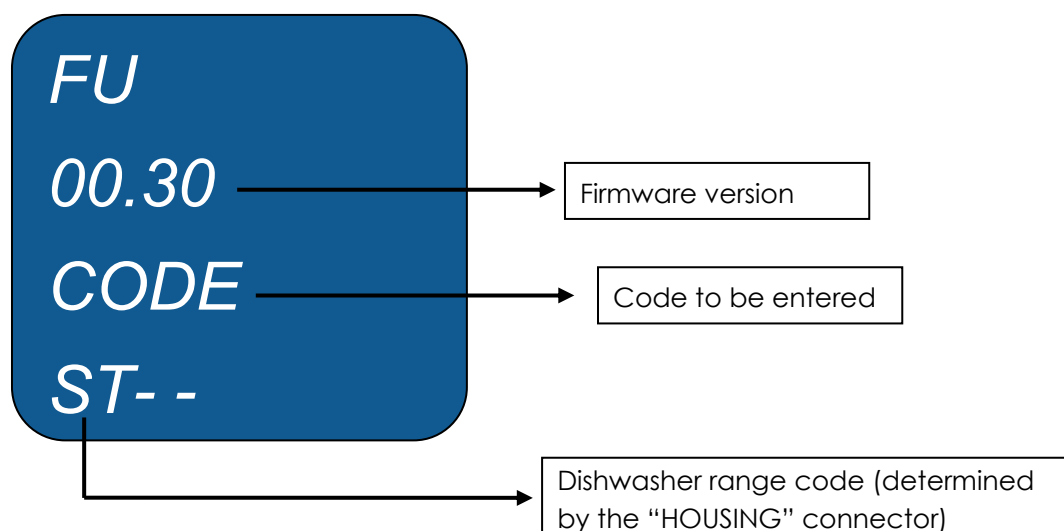 FU
00.30
Firmware version
CODE
Code to be entered
ST- -
Dishwasher range code (determined
by the “HOUSING” connector)